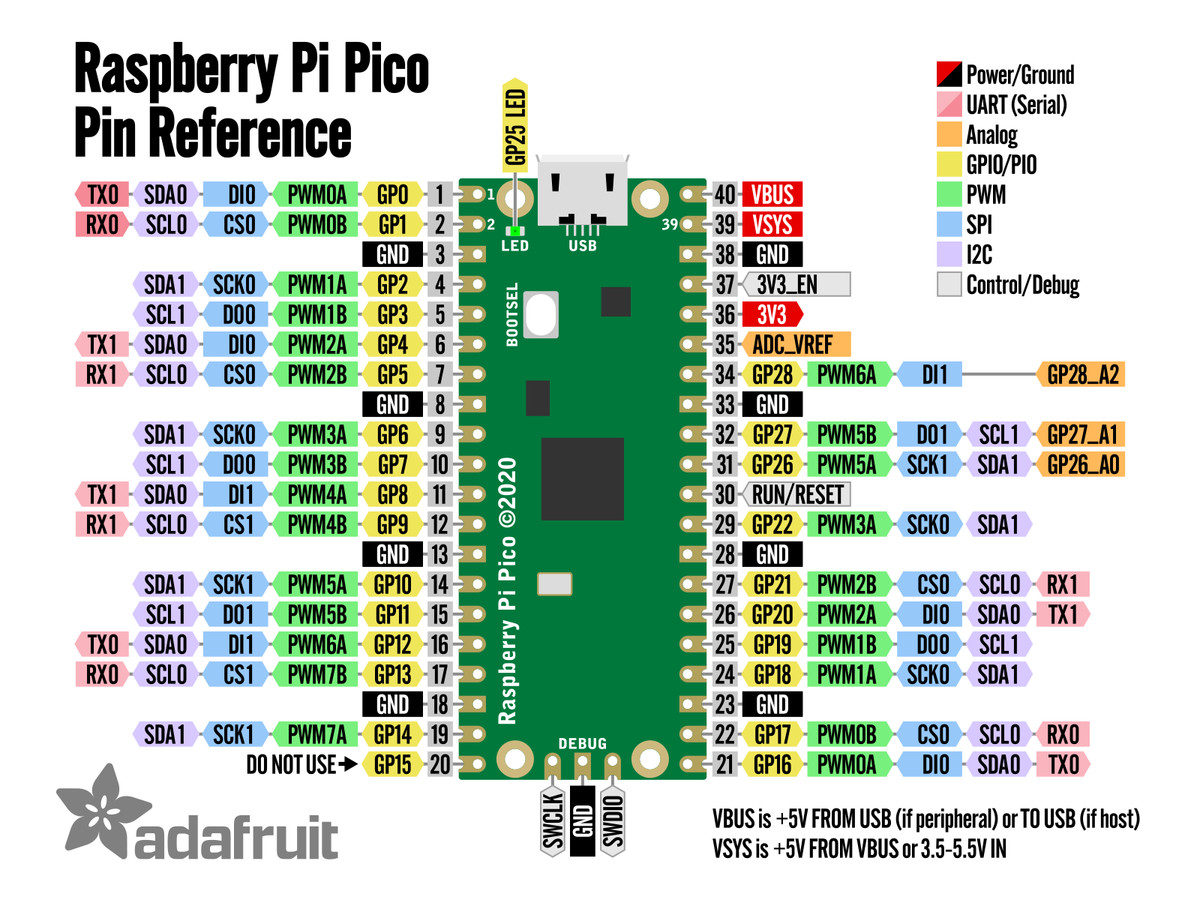 Raspberry Pi Pico
Pin Reference
GP25 LED
Power/Ground
UART (Serial)
Analog
GPIO/PIO
PWM
SPI
I2C
Control/Debug
TX0 SDA0 DI0 PWM0A GP0 1
RX0 SCL0 CS0 PWM0B GP1 2
GND 3
SDA1 SCK0 PWM1A GP2 4
SCL1 DO0 PWM1B GP3 5
TX1 SDA0 DI0 PWM2A GP4 6
RX1 SCL0 CS0 PWM2B GP5 7
GND 8
SDA1 SCK0 PWM3A GP6 9
SCL1 DO0 PWM3B GP7 10
TX1 SDA0 DI1 PWM4A GP8 11
RX1 SCL0 CS1 PWM4B GP9 12
GND 13
SDA1 SCK1 PWM5A GP10 14
SCL1 DO1 PWM5B GP11 15
TX0 SDA0 DI1 PWM6A GP12 16
RX0 SCL0 CS1 PWM7B GP13 17
GND 18
SDA1 SCK1 PWM7A GP14 19
DO NOT USE GP15 20
1
2
39
LED
USB
BOOTSEL
Raspberry Pi Pico ©2020
DEBUG
SWCLK
GND
SWDIO
40 VBUS
39 VSYS
38 GND
37 3V3_EN
36 3V3
35 ADC_VREF
34 GP28 PWM6A DI1 GP28_A2
33 GND
32 GP27 PWM5B DO1 SCL1 GP27_A1
31 GP26 PWM5A SCK1 SDA1 GP26_A0
30 RUN/RESET
29 GP22 PWM3A SCK0 SDA1
28 GND
27 GP21 PWM2B CS0 SCL0 RX1
26 GP20 PWM2A DI0 SDA0 TX1
25 GP19 PWM1B DO0 SCL1
24 GP18 PWM1A SCK0 SDA1
23 GND
22 GP17 PWM0B CS0 SCL0 RX0
21 GP16 PWM0A DI0 SDA0 TX0
adafruit
VBUS is +5V FROM USB (if peripheral) or TO USB (if host)
VSYS is +5V FROM VBUS or 3.5-5.5V IN